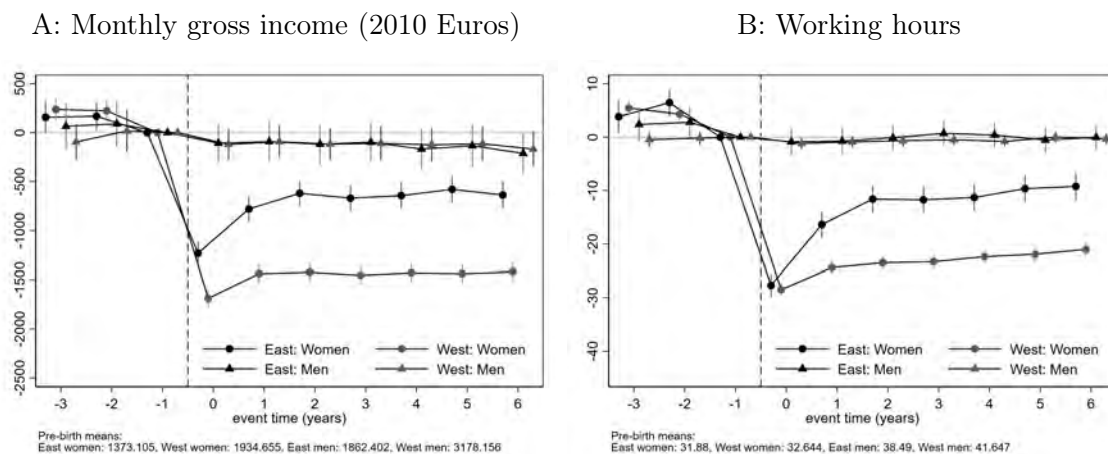 A: Monthly gross income (2010 Euros)
500
0
-500
-1000
-1500
-2000
-2500
East: Women
West: Women
East: Men
West: Men
-3 -2 -1 0 1 2 3 4 5 6
event time (years)
Pre-birth means:
East women: 1373.105, West women: 1934.655, East men: 1862.402, West men: 3178.156
B: Working hours
10
0
-10
-20
-30
-40
East: Women
West: Women
East: Men
West: Men
-3 -2 -1 0 1 2 3 4 5 6
event time (years)
Pre-birth means:
East women: 31.88, West women: 32.644, East men: 38.49, West men: 41.647